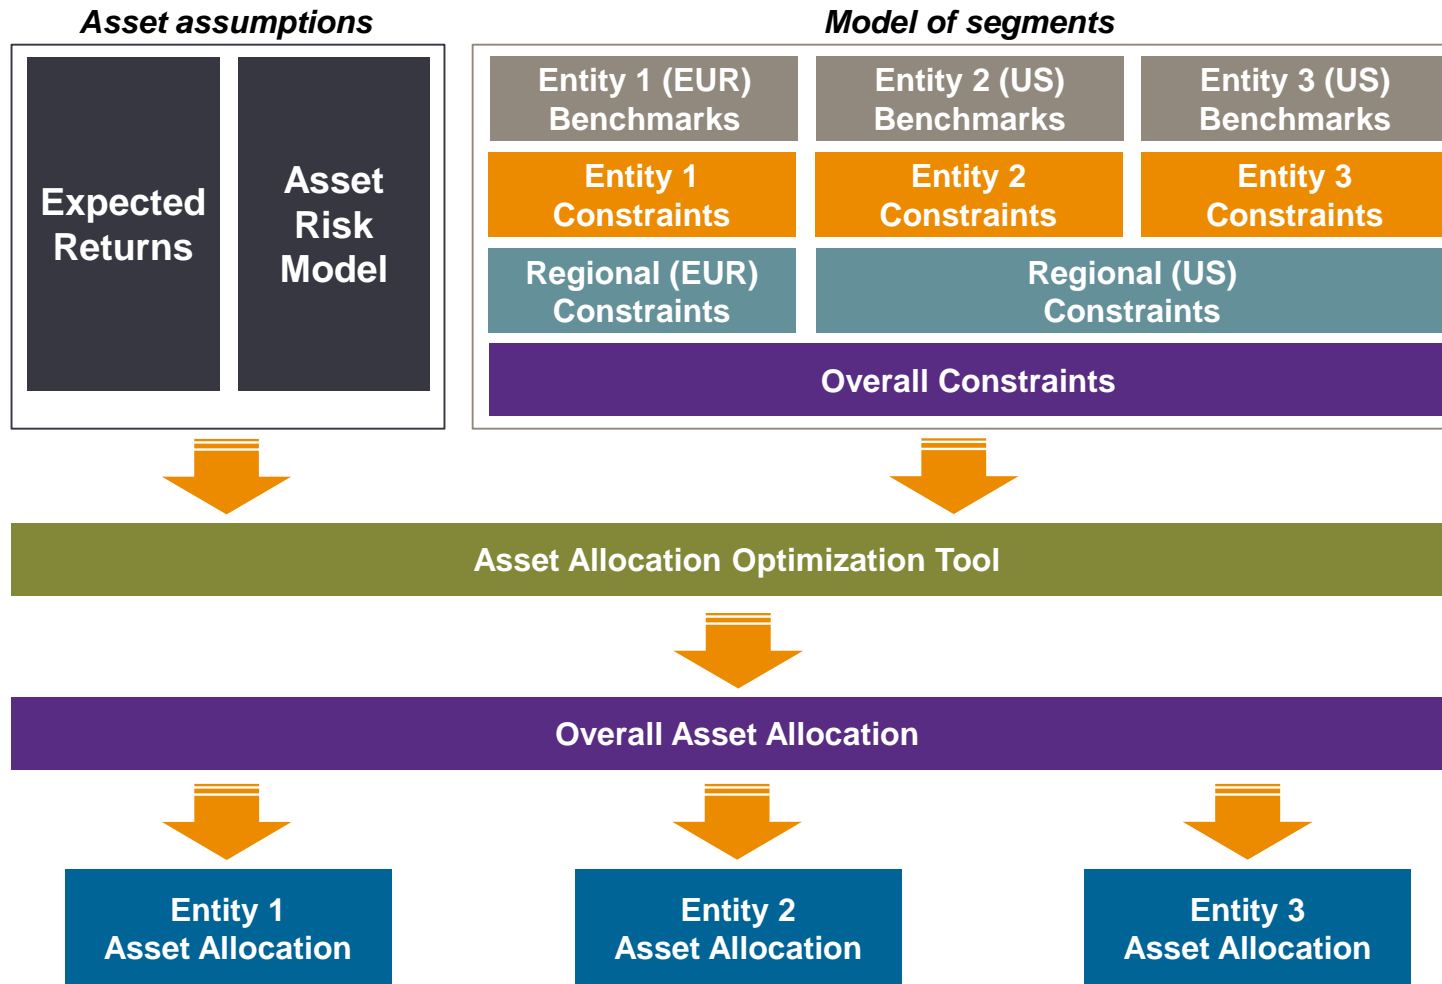 Asset assumptions
Model of segments
Expected
Returns
Asset
Risk
Model
Entity 1 (EUR)
Benchmarks
Entity 2 (US)
Benchmarks
Entity 3 (US)
Benchmarks
Entity 1
Constraints
Entity 2
Constraints
Entity 3
Constraints
Regional (EUR)
Constraints
Regional (US)
Constraints
Overall Constraints
Asset Allocation Optimization Tool
Overall Asset Allocation
Entity 1
Asset Allocation
Entity 2
Asset Allocation
Entity 3
Asset Allocation